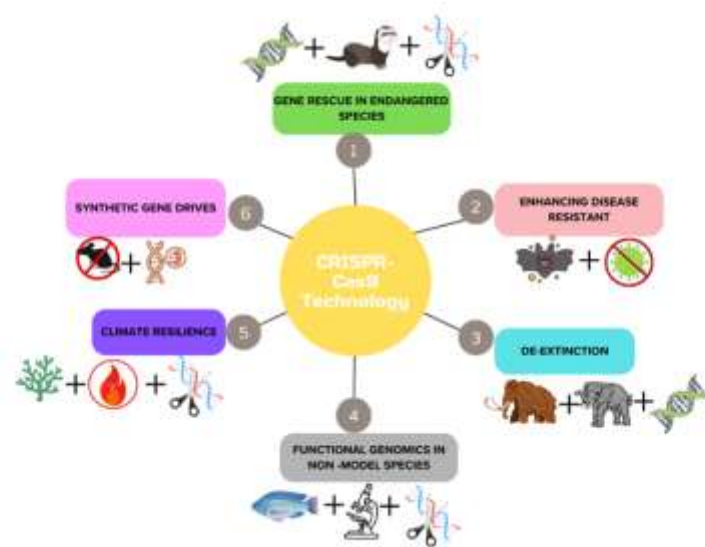 GENE RESCUE IN ENDANGERED
SPECIES
1
SYNTHETIC GENE DRIVES
6
2
ENHANCING DISEASE
RESISTANT
CRISPR-
Cas9
Technology
CLIMATE RESILIENCE
5
3
DE-EXTINCTION
4
FUNCTIONAL GENOMICS IN
NON -MODEL SPECIES